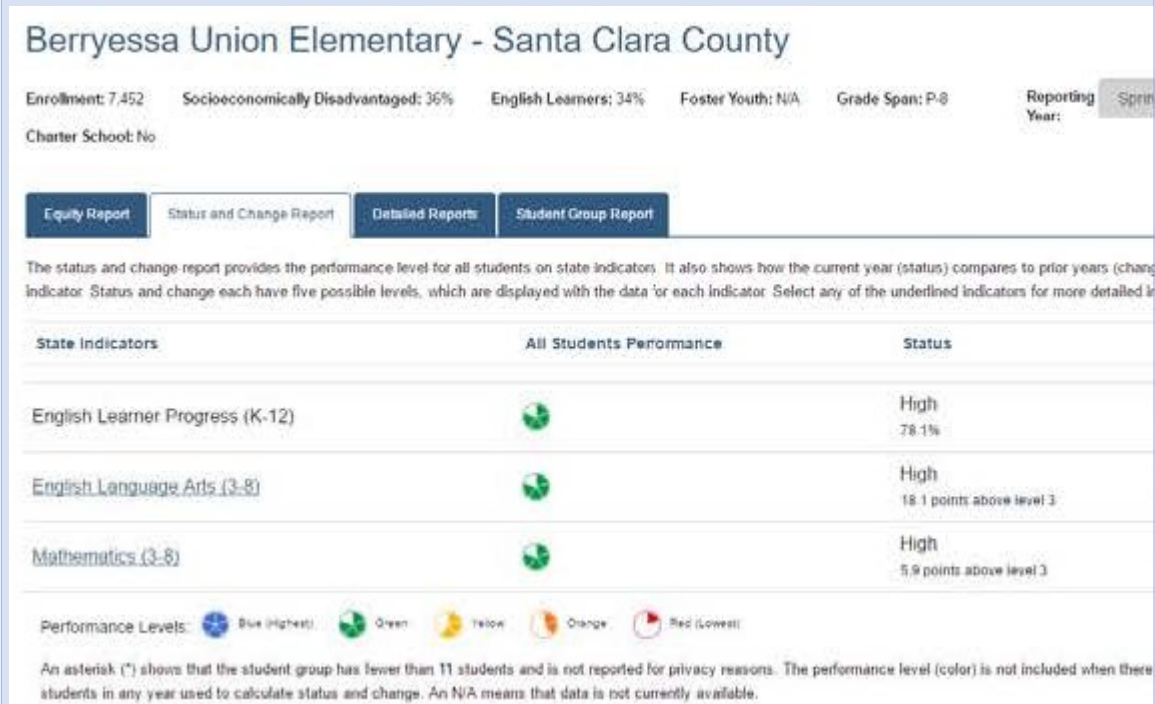 Berryessa Union Elementary - Santa Clara County
Enrollment: 7,452 Socioeconomically Disadvantaged: 36% English Learners: 34% Foster Youth: N/A Grade Span: P-8 Reporting Year: Sprin
Charter School: No
Equity Report Status and Change Report Detailed Reports Student Group Report
The status and change report provides the performance level for all students on state indicators. It also shows how the current year (status) compares to prior years (chang
indicator. Status and change each have five possible levels, which are displayed with the data for each indicator. Select any of the underlined indicators for more detailed i
State Indicators All Students Performance Status
English Learner Progress (K-12) High
78.1%
English Language Arts (3-8) High
18.1 points above level 3
Mathematics (3-8) High
5.9 points above level 3
Performance Levels: Blue (Highest) Green Yellow Orange Red (Lowest)
An asterisk (*) shows that the student group has fewer than 11 students and is not reported for privacy reasons. The performance level (color) is not included when there
students in any year used to calculate status and change. An N/A means that data is not currently available.